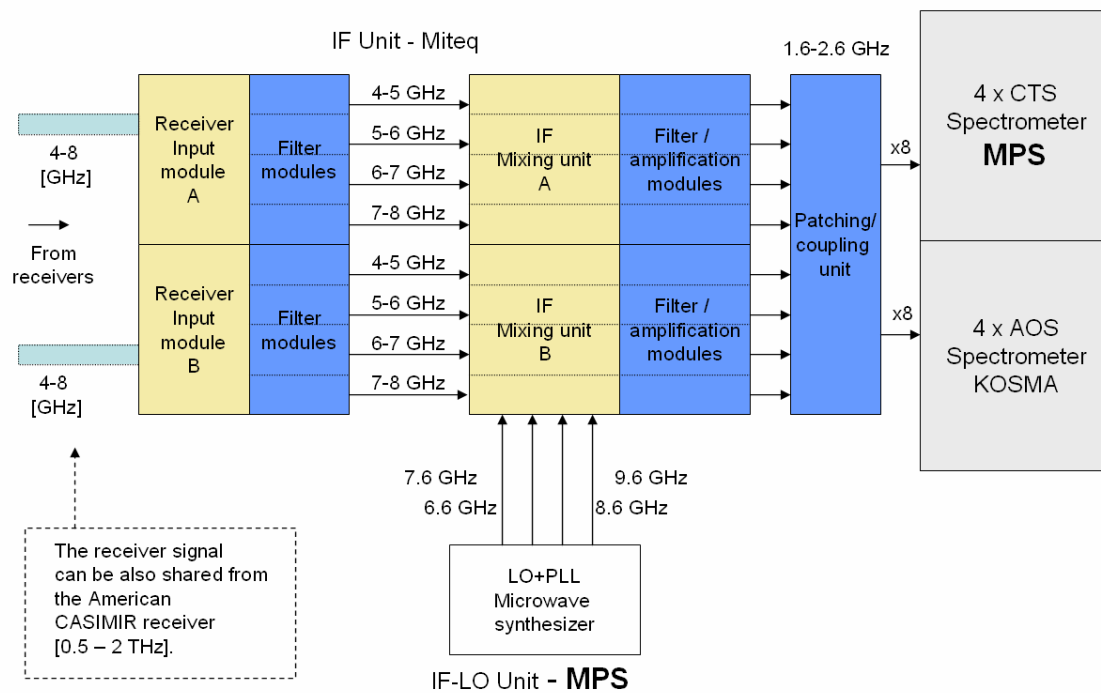 IF Unit - Miteq
1.6-2.6 GHz
4-8
[GHz]
From
receivers
4-8
[GHz]
Receiver
Input
module
A
Filter
modules
4-5 GHz
5-6 GHz
6-7 GHz
7-8 GHz
IF
Mixing unit
A
Filter /
amplification
modules
Receiver
Input
module
B
Filter
modules
4-5 GHz
5-6 GHz
6-7 GHz
7-8 GHz
IF
Mixing unit
B
Filter /
amplification
modules
Patching/
coupling
unit
x8
x8
4 x CTS
Spectrometer
MPS
4 x AOS
Spectrometer
KOSMA
7.6 GHz
6.6 GHz
9.6 GHz
8.6 GHz
The receiver signal
can be also shared from
the American
CASIMIR receiver
[0.5 – 2 THz].
LO+PLL
Microwave
synthesizer
IF-LO Unit - MPS